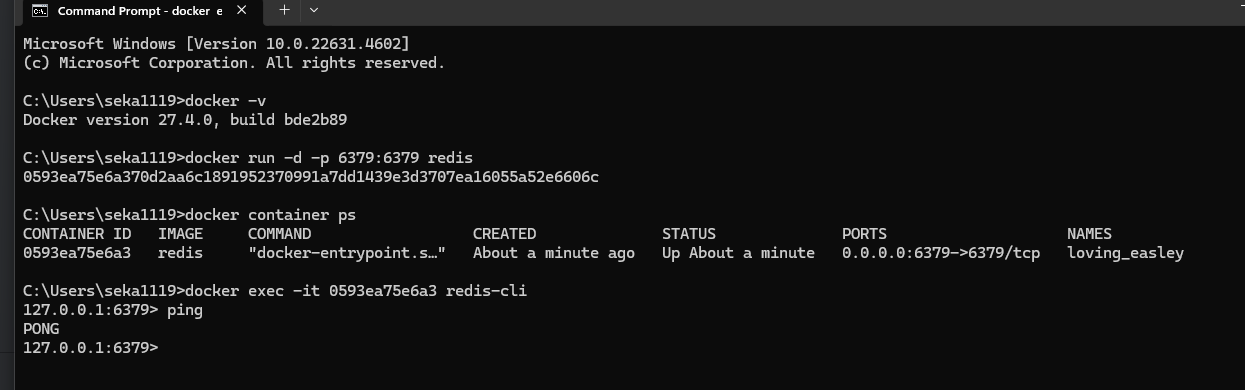 Command Prompt - docker e
Microsoft Windows [Version 10.0.22631.4602]
(c) Microsoft Corporation. All rights reserved.
C:\Users\seka1119>docker -v
Docker version 27.4.0, build bde2b89
C:\Users\seka1119>docker run -d -p 6379:6379 redis
0593ea75e6a370d2aa6c1891952370991a7dd1439e3d3707ea16055a52e6606c
C:\Users\seka1119>docker container ps
CONTAINER ID   IMAGE     COMMAND                  CREATED              STATUS              PORTS                    NAMES
0593ea75e6a3   redis     "docker-entrypoint.s…"   About a minute ago   Up About a minute   0.0.0.0:6379->6379/tcp   loving_easley
C:\Users\seka1119>docker exec -it 0593ea75e6a3 redis-cli
127.0.0.1:6379> ping
PONG
127.0.0.1:6379>